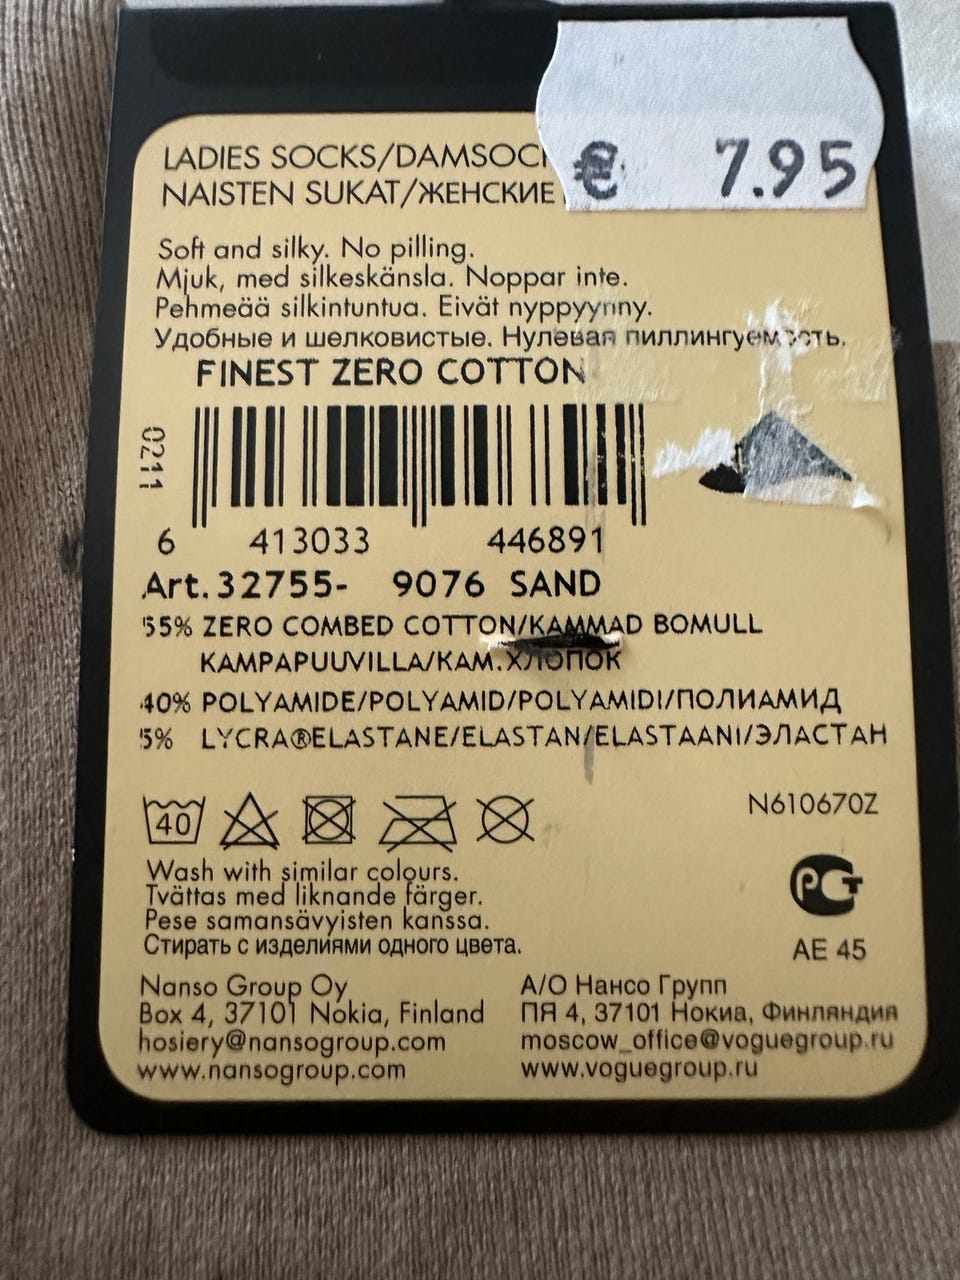 € 7.95
LADIES SOCKS/DAMSOC
NAISTEN SUKAT/ЖЕНСКИЕ
Soft and silky. No pilling.
Mjuk, med silkeskänsla. Noppar inte.
Pehmeää silkintuntua. Eivät nyppyynny.
Удобные и шелковистые. Нулевая пиллингуемость.
FINEST ZERO COTTON
0211
6 413033 446891
Art. 32755- 9076 SAND
55% ZERO COMBED COTTON/KAMMAD BOMULL
KAMPAPUUVILLA/KAM.ХЛОПОК
40% POLYAMIDE/POLYAMID/POLYAMIDI/ПОЛИАМИД
5% LYCRA®ELASTANE/ELASTAN/ELASTAANI/ЭЛАСТАН
40
N610670Z
Wash with similar colours.
Tvättas med liknande färger.
Pese samansävyisten kanssa.
Стирать с изделиями одного цвета.
РСТ
AE 45
Nanso Group Oy
Box 4, 37101 Nokia, Finland
hosiery@nansogroup.com
www.nansogroup.com
А/О Нансо Групп
ПЯ 4, 37101 Нокиа, Финляндия
moscow_office@voguegroup.ru
www.voguegroup.ru